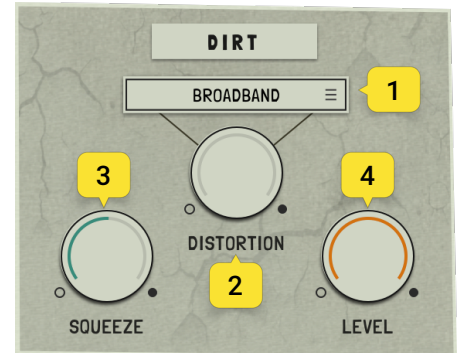 DIRT
BROADBAND
1
3
4
DISTORTION
2
SQUEEZE
LEVEL